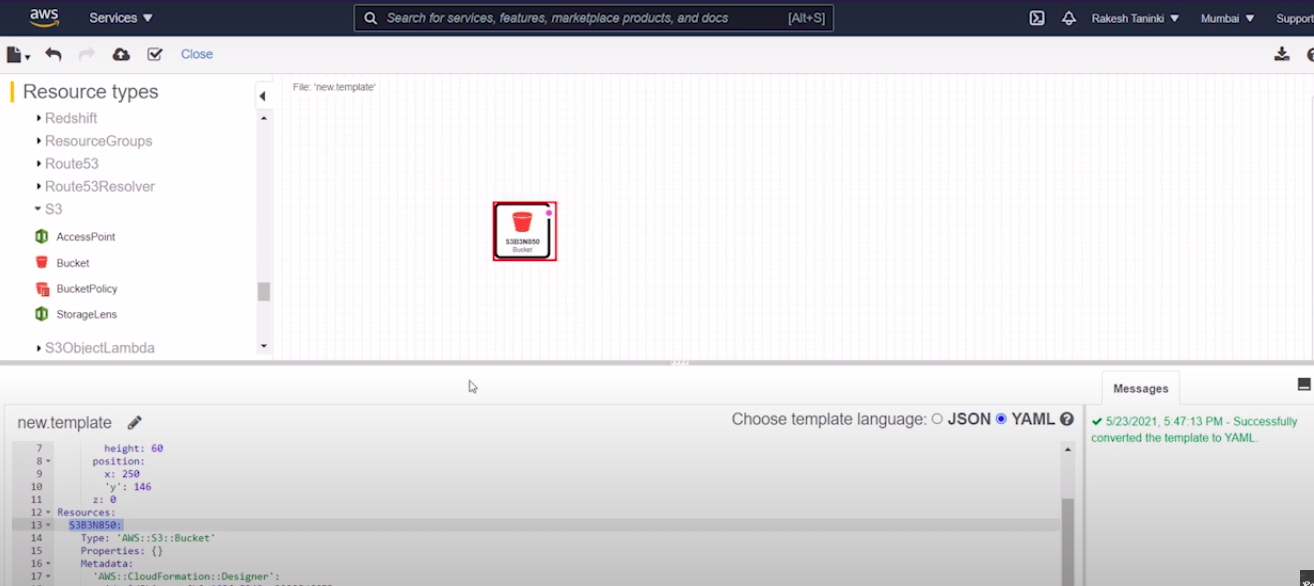 aws Services Search for services, features, marketplace products, and docs [Alt+S] Rakesh Taninki Mumbai Support
Close
Resource types
Redshift
ResourceGroups
Route53
Route53Resolver
S3
AccessPoint
Bucket
BucketPolicy
StorageLens
S3ObjectLambda
File: 'new.template'
S3B3N850
Bucket
new.template
Choose template language: JSON YAML
7 height: 60
8 position:
9 x: 250
10 'y': 146
11 z: 0
12 Resources:
13 S3B3N850:
14 Type: 'AWS::S3::Bucket'
15 Properties: {}
16 Metadata:
17 'AWS::CloudFormation::Designer':
Messages
5/23/2021, 5:47:13 PM - Successfully
converted the template to YAML.